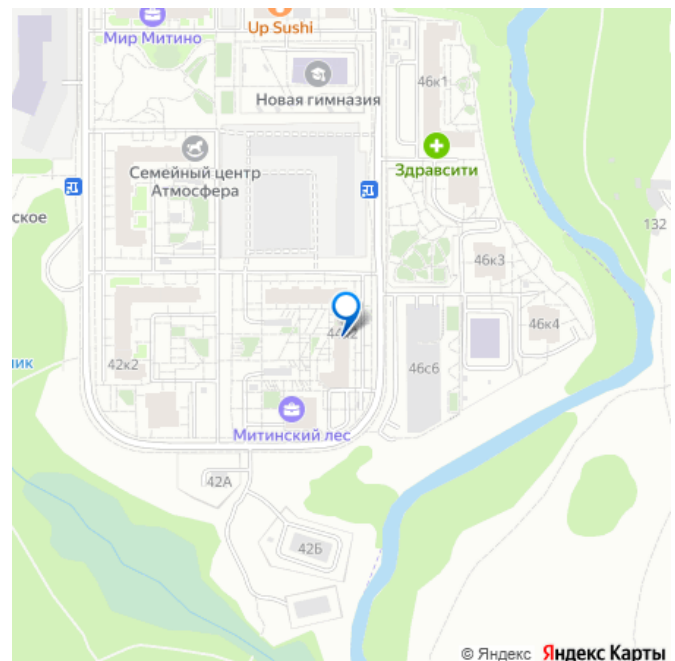 Мир Митино
Up Sushi
Новая гимназия
46к1
Здравсити
Семейный центр
Атмосфера
ское
132
46к3
46к4
42к2
46с6
ник
Митинский лес
42А
42Б
© Яндекс Яндекс Карты